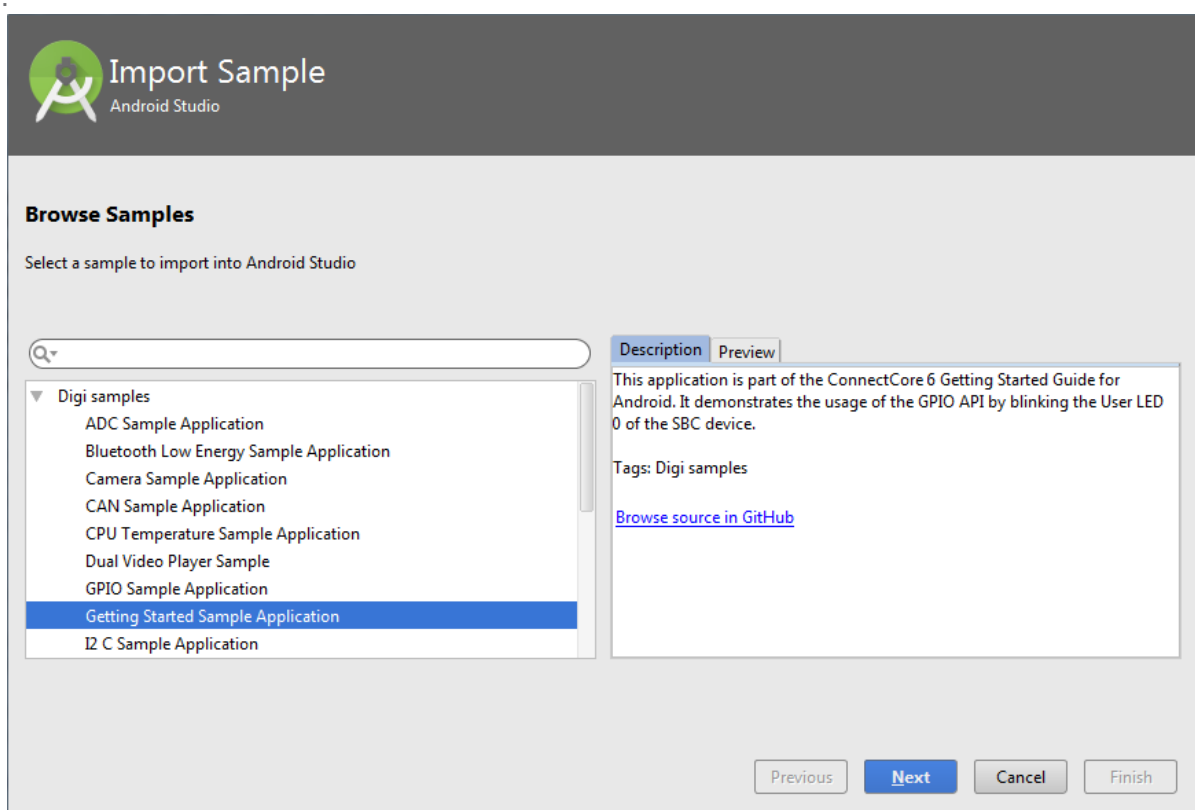 Import Sample
Android Studio
Browse Samples
Select a sample to import into Android Studio
Digi samples
ADC Sample Application
Bluetooth Low Energy Sample Application
Camera Sample Application
CAN Sample Application
CPU Temperature Sample Application
Dual Video Player Sample
GPIO Sample Application
Getting Started Sample Application
I2 C Sample Application
Description Preview
This application is part of the ConnectCore 6 Getting Started Guide for
Android. It demonstrates the usage of the GPIO API by blinking the User LED
0 of the SBC device.
Tags: Digi samples
Browse source in GitHub
Previous Next Cancel Finish